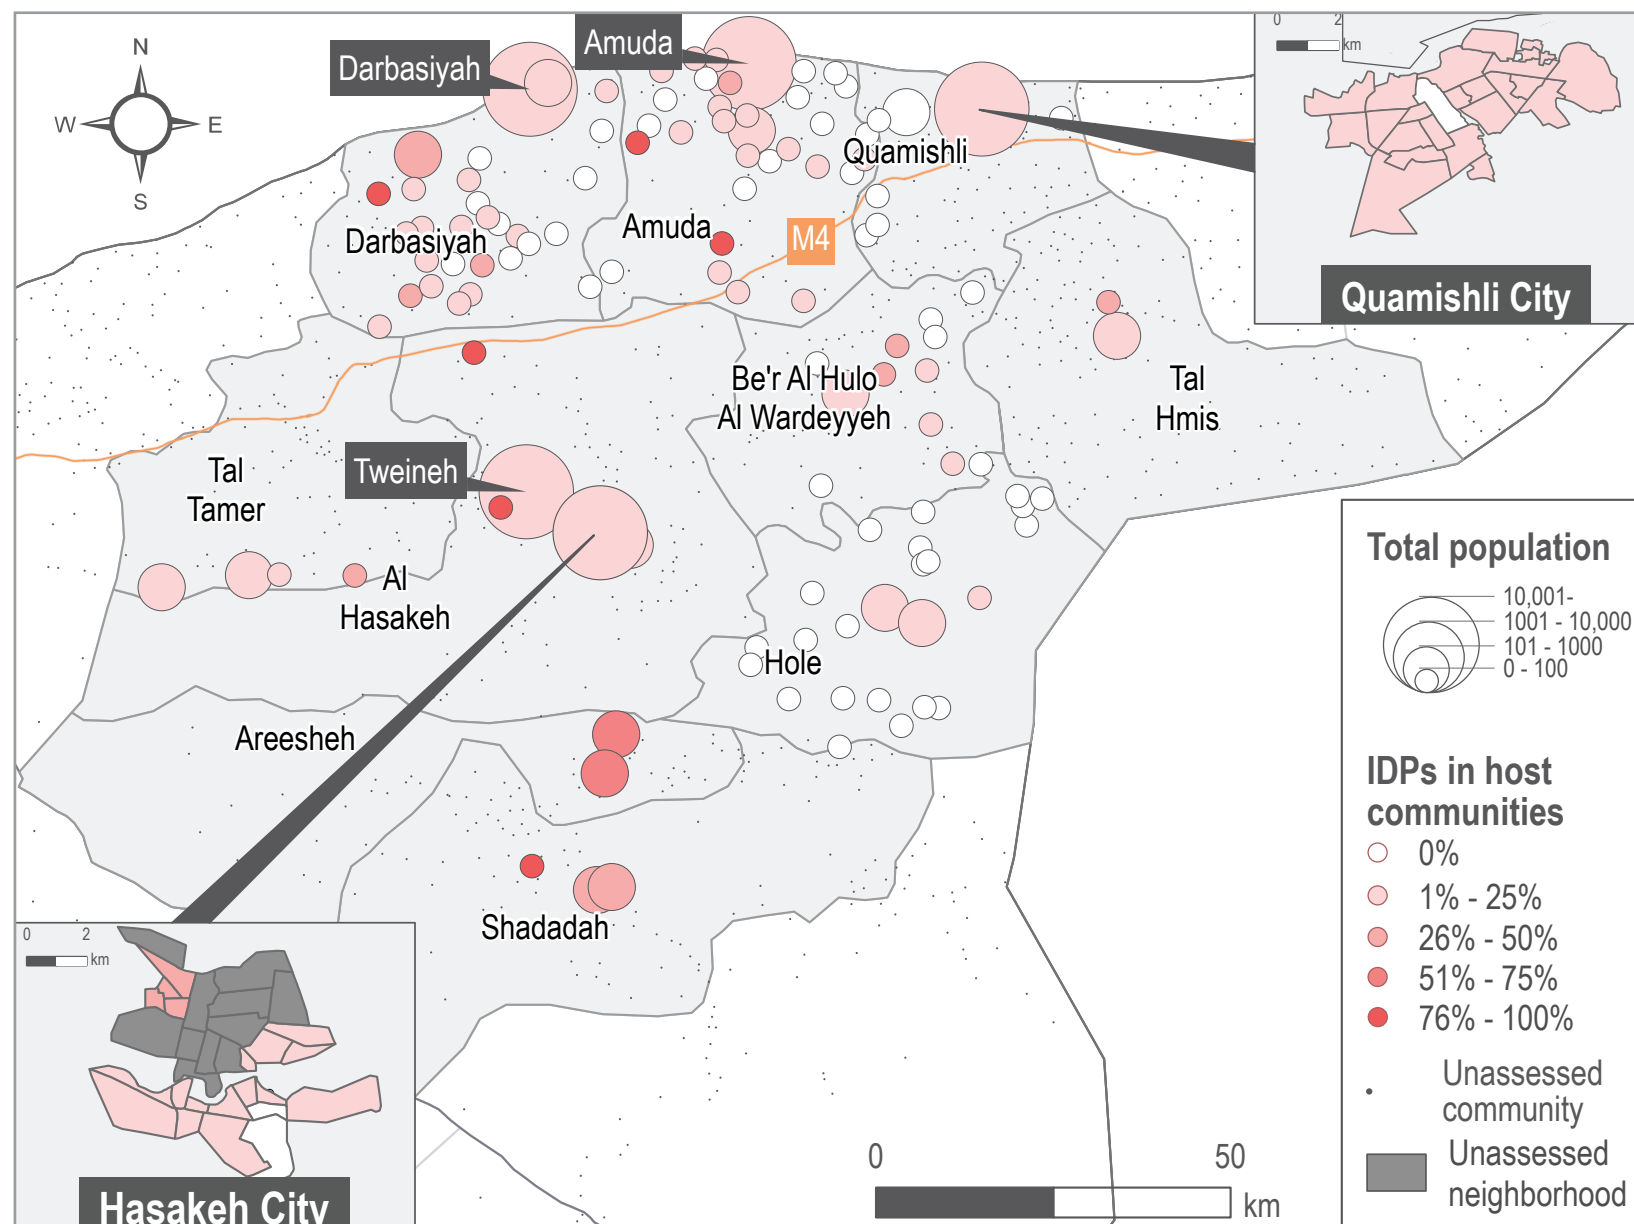 N
W
E
S
Darbasiyah
Amuda
0
2
km
Quamishli City
Quamishli
Darbasiyah
Amuda
M4
Be'r Al Hulo
Al Wardeyyeh
Tal
Hmis
Tweineh
Tal
Tamer
Al
Hasakeh
Hole
Areesheh
Shadadah
0
2
km
Hasakeh City
Total population
10,001-
1001 - 10,000
101 - 1000
0 - 100
IDPs in host
communities
0%
1% - 25%
26% - 50%
51% - 75%
76% - 100%
Unassessed
community
Unassessed
neighborhood
0
50
km